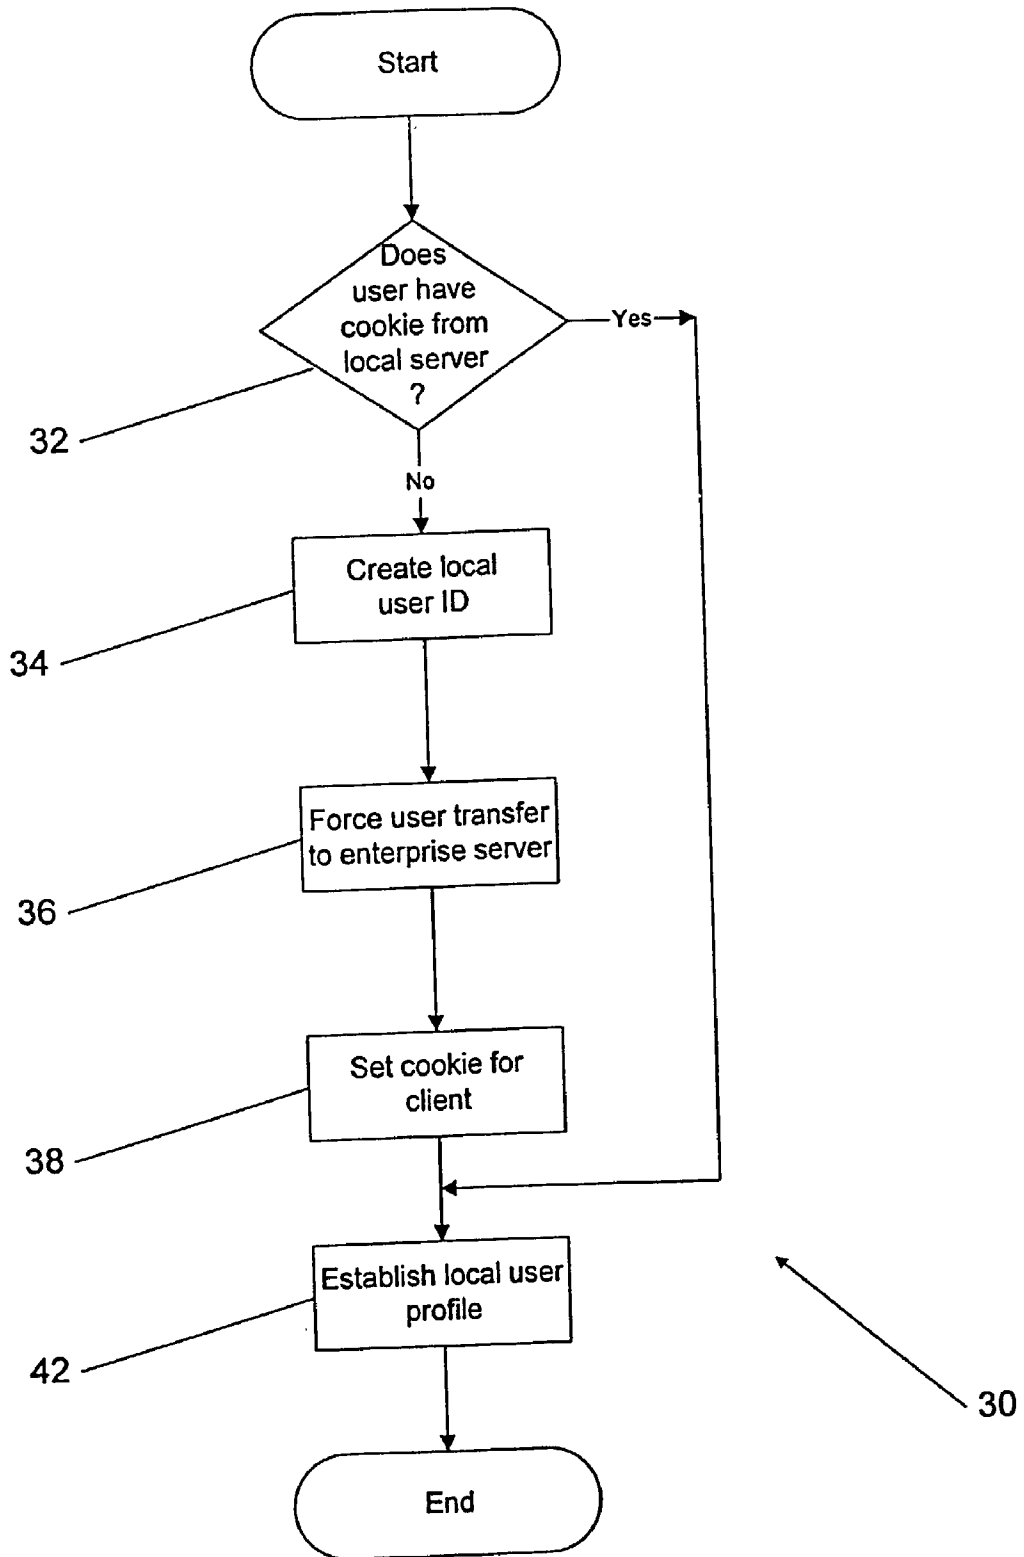 Start
Does
user have
cookie from
local server
?
Yes
32
No
Create local
user ID
34
Force user transfer
to enterprise server
36
Set cookie for
client
38
Establish local user
profile
42
30
End